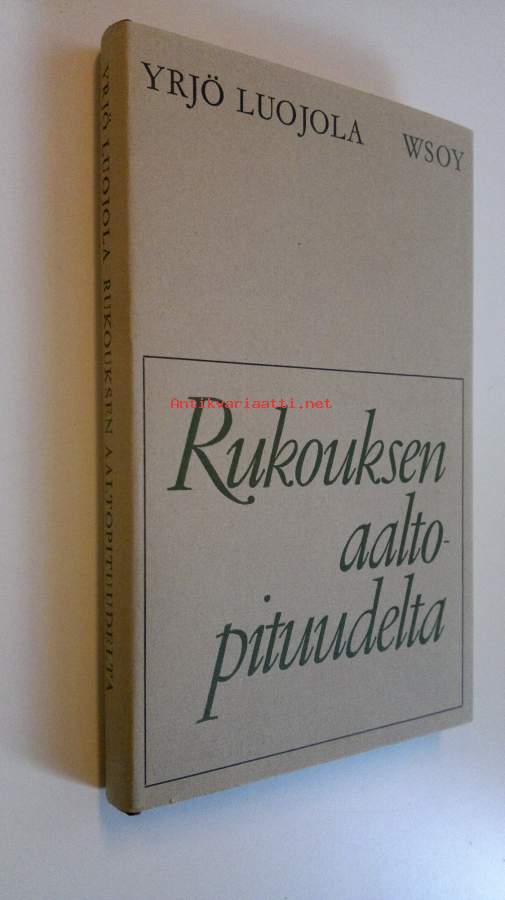 YRJÖ LUOJOLA WSOY
Antikvariaatti.net
Rukouksen
aalto-
pituudelta
YRJÖ LUOJOLA RUKOUKSEN AALTOPITUUDELTA